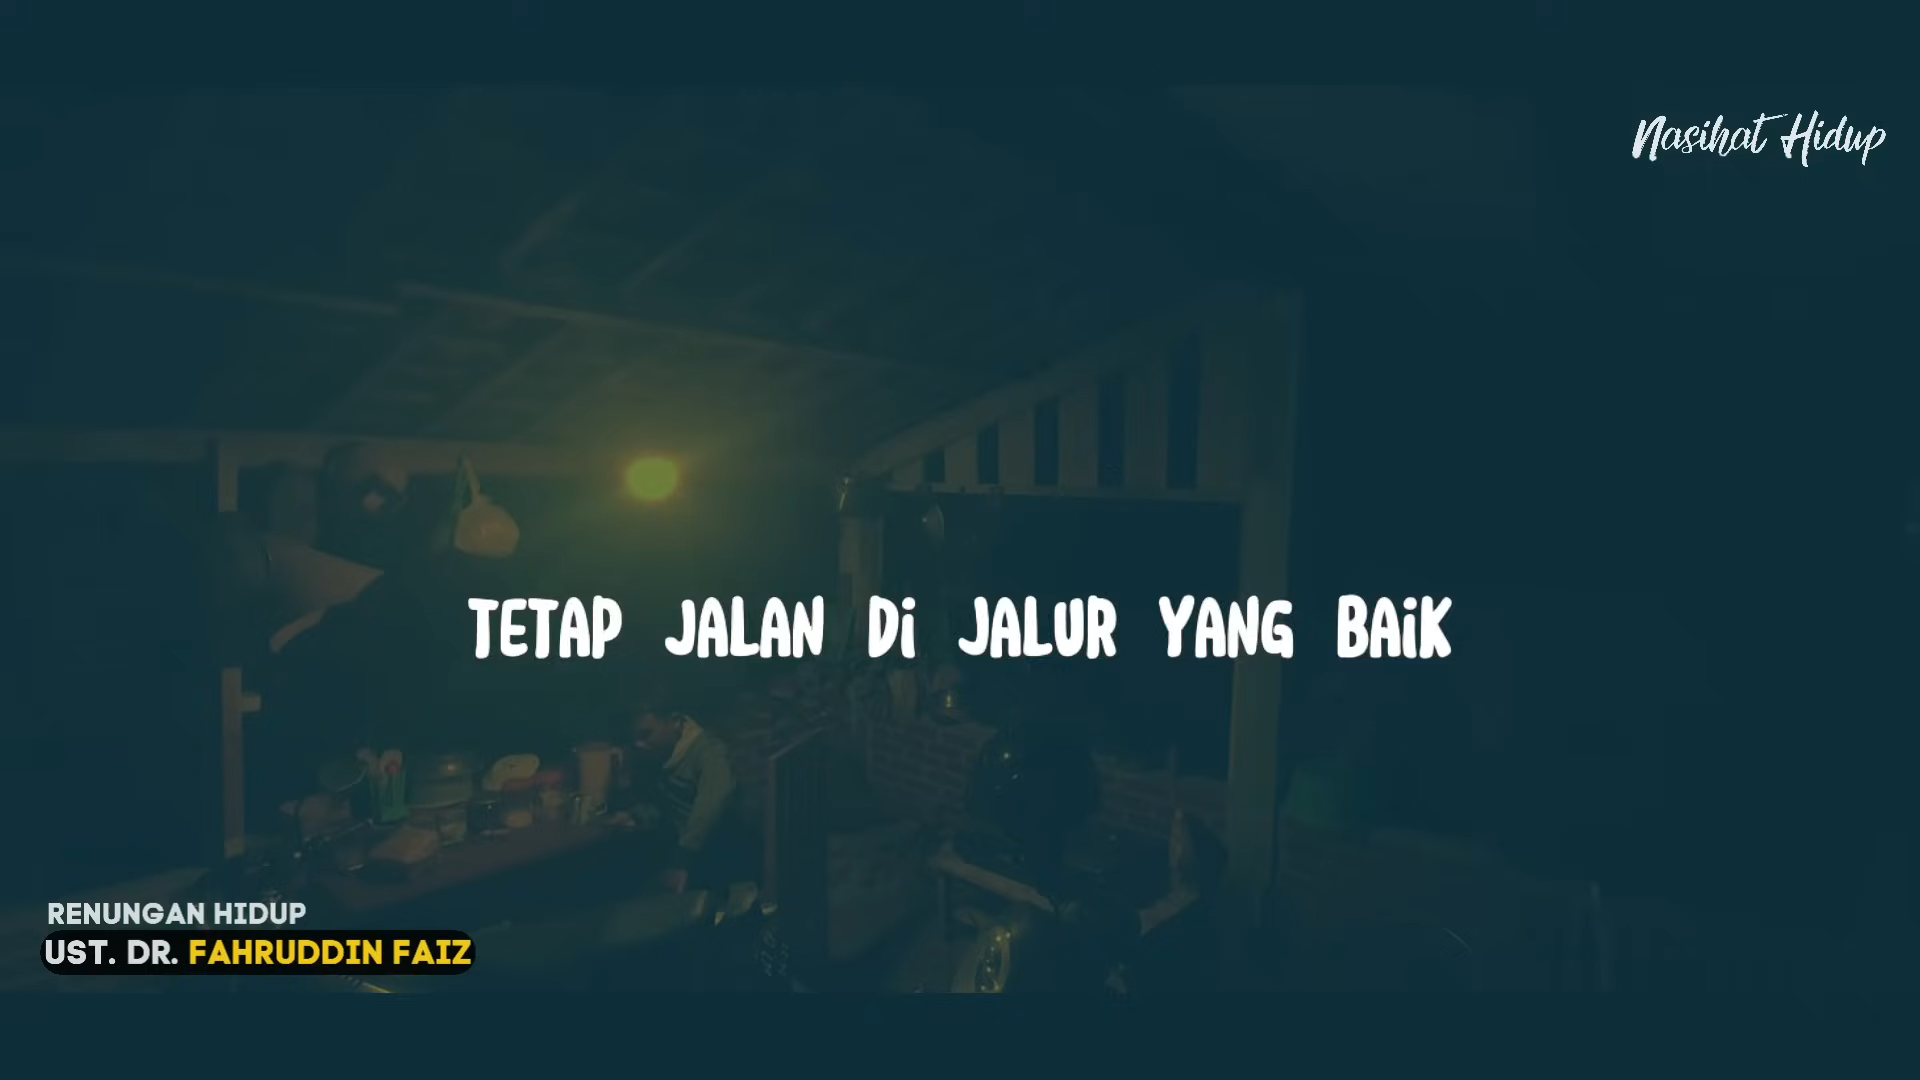 Nasihat Hidup
TETAP JALAN Di JALUR YANG BAiK
RENUNGAN HIDUP
UST. DR. FAHRUDDIN FAIZ